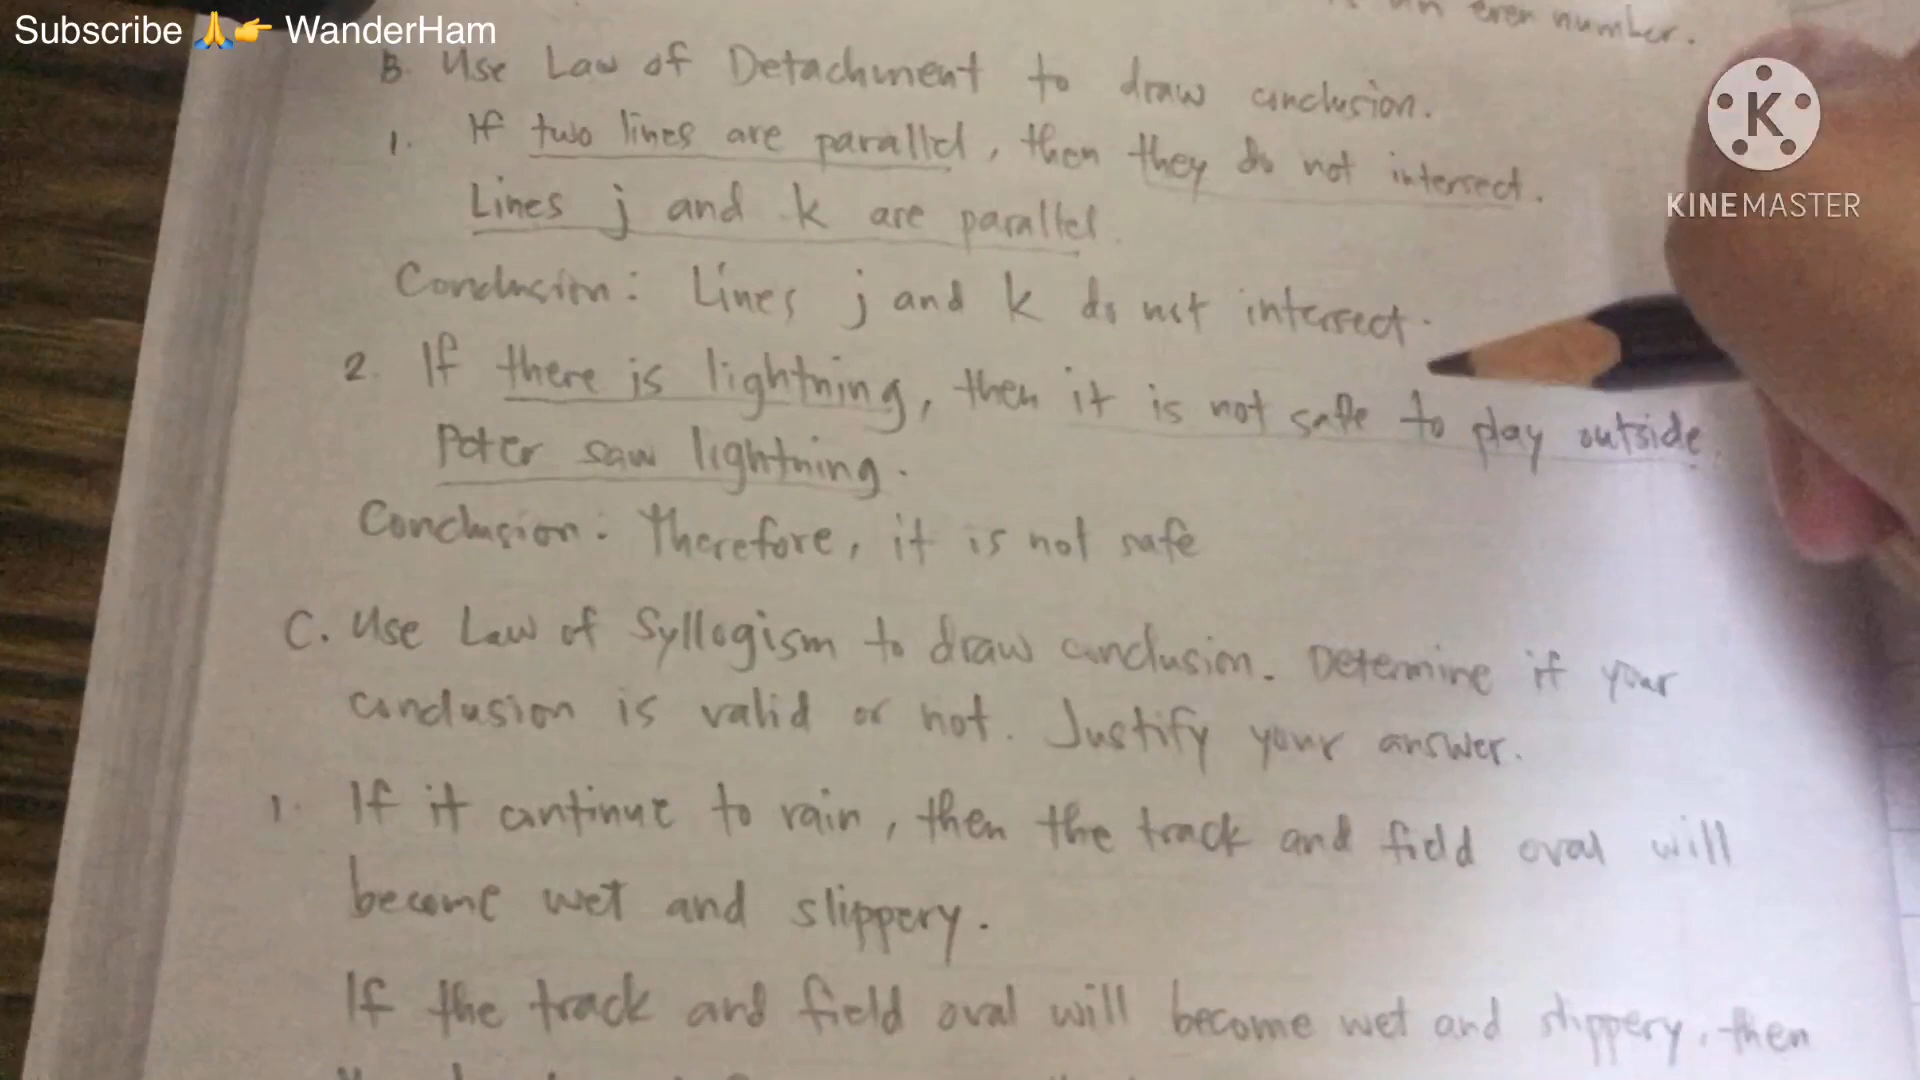 Subscribe 🙏👉 WanderHam
an even number.
B. Use Law of Detachment to draw conclusion.
1. If two lines are parallel, then they do not intersect.
Lines j and k are parallel.
Conclusion: Lines j and k do not intersect.
2. If there is lightning, then it is not safe to play outside.
Peter saw lightning.
Conclusion: Therefore, it is not safe
C. Use Law of Syllogism to draw conclusion. Determine if your
conclusion is valid or not. Justify your answer.
1. If it continue to rain, then the track and field oval will
become wet and slippery.
If the track and field oval will become wet and slippery, then
K
KINEMASTER